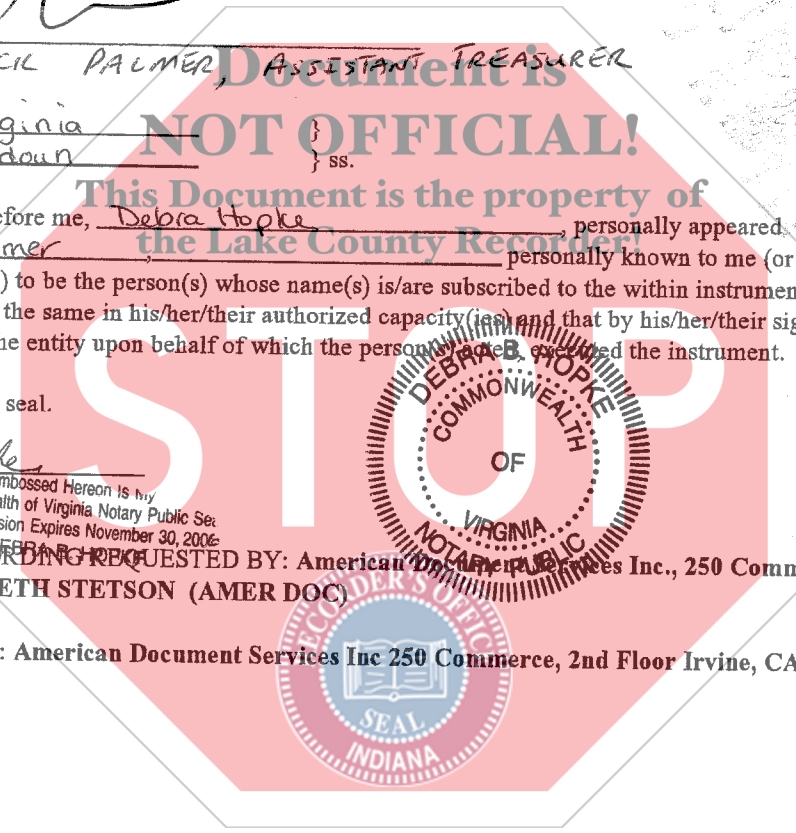 CIL PALMER, ASSISTANT TREASURER
Document is
ginia }
NOT OFFICIAL!
doun } ss.
This Document is the property of
efore me, Debra Hopke, personally appeared
the Lake County Recorder!
mer , personally known to me (or
) to be the person(s) whose name(s) is/are subscribed to the within instrumen
the same in his/her/their authorized capacity(ies) and that by his/her/their sig
he entity upon behalf of which the person(s) acted, executed the instrument.
seal.
STOP
DEBRA B. HOPKE
COMMONWEALTH
OF
VIRGINIA
NOTARY PUBLIC
mbossed Hereon Is My
alth of Virginia Notary Public Sea
sion Expires November 30, 2006
EBRA B. HOPKE
RDING REQUESTED BY: American Document Services Inc., 250 Comm
ETH STETSON (AMER DOC)
: American Document Services Inc 250 Commerce, 2nd Floor Irvine, CA
RECORDER'S OFFICE
SEAL
INDIANA